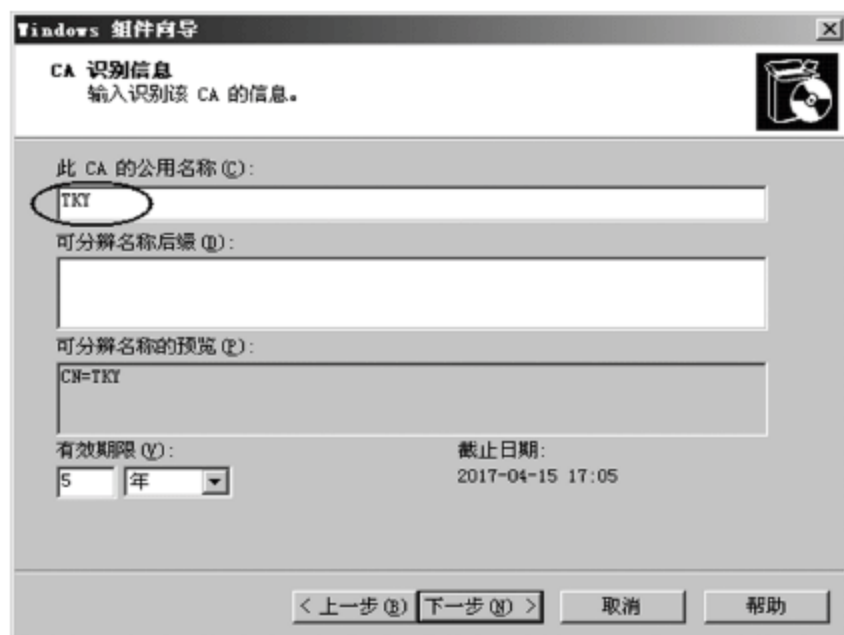 Windows 组件向导
CA 识别信息
输入识别该 CA 的信息。
此 CA 的公用名称(C):
TKY
可分辨名称后缀(D):
可分辨名称的预览(P):
CN=TKY
有效期限(V):
截止日期:
5 年
2017-04-15 17:05
< 上一步(B) 下一步(N) > 取消 帮助